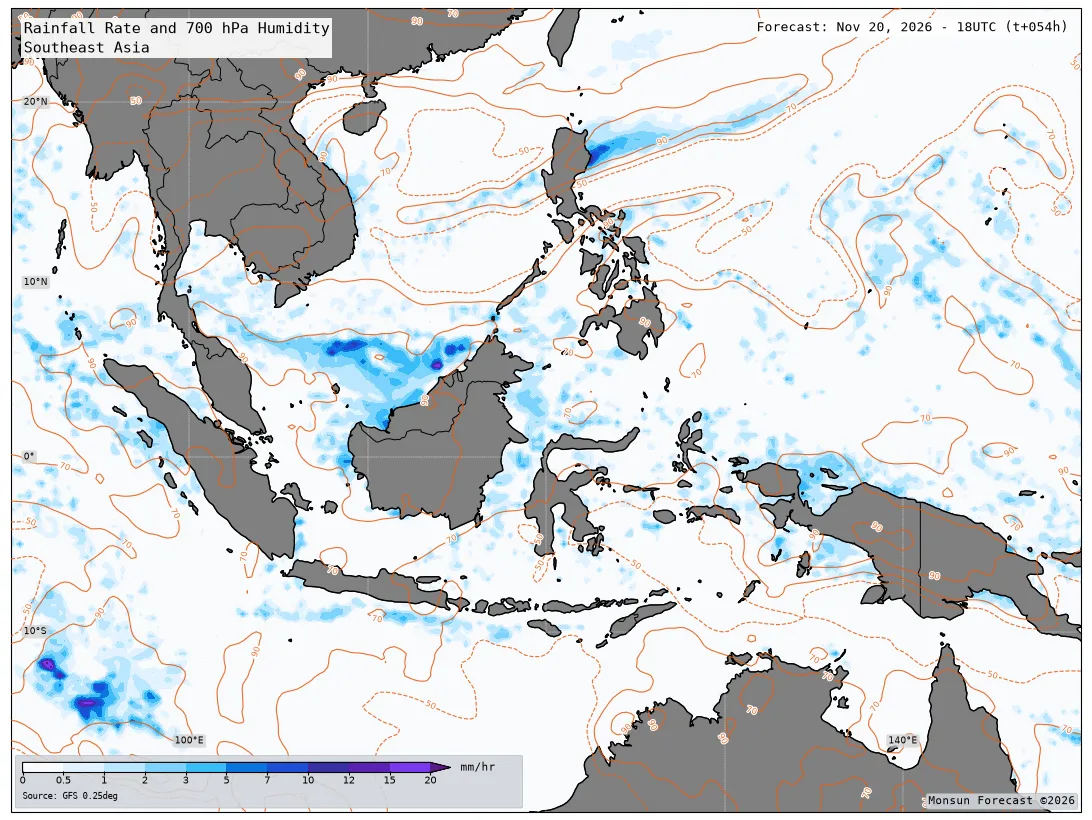 Rainfall Rate and 700 hPa Humidity
Southeast Asia
Forecast: Nov 20, 2026 - 18UTC (t+054h)
20°N
10°N
0°
10°S
100°E
140°E
0 0.5 1 2 3 5 7 10 12 15 20 mm/hr
Source: GFS 0.25deg
Monsun Forecast ©2026